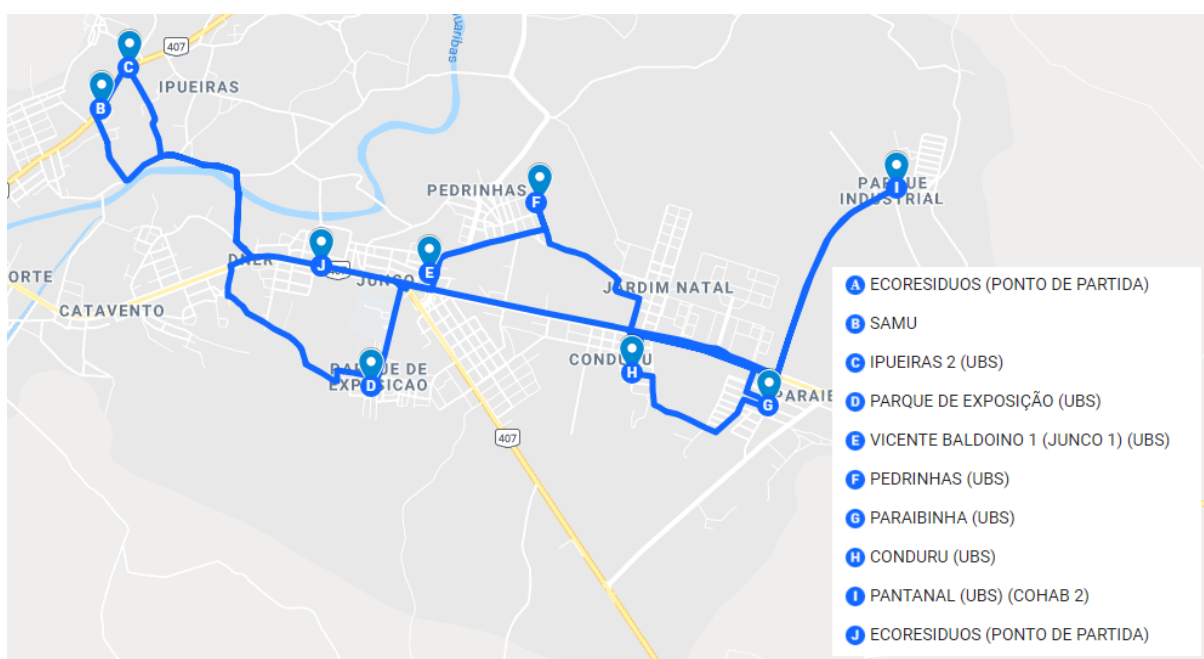 407
IPUEIRAS
uaribas
C
B
PEDRINHAS
F
PARQUE
INDUSTRIAL
I
ORTE
DNER
J
JUNCO
E
JARDIM NATAL
CATAVENTO
CONDURU
H
PARQUE DE
EXPOSICAO
D
G
PARAIB
407
A ECORESIDUOS (PONTO DE PARTIDA)
B SAMU
C IPUEIRAS 2 (UBS)
D PARQUE DE EXPOSIÇÃO (UBS)
E VICENTE BALDOINO 1 (JUNCO 1) (UBS)
F PEDRINHAS (UBS)
G PARAIBINHA (UBS)
H CONDURU (UBS)
I PANTANAL (UBS) (COHAB 2)
J ECORESIDUOS (PONTO DE PARTIDA)